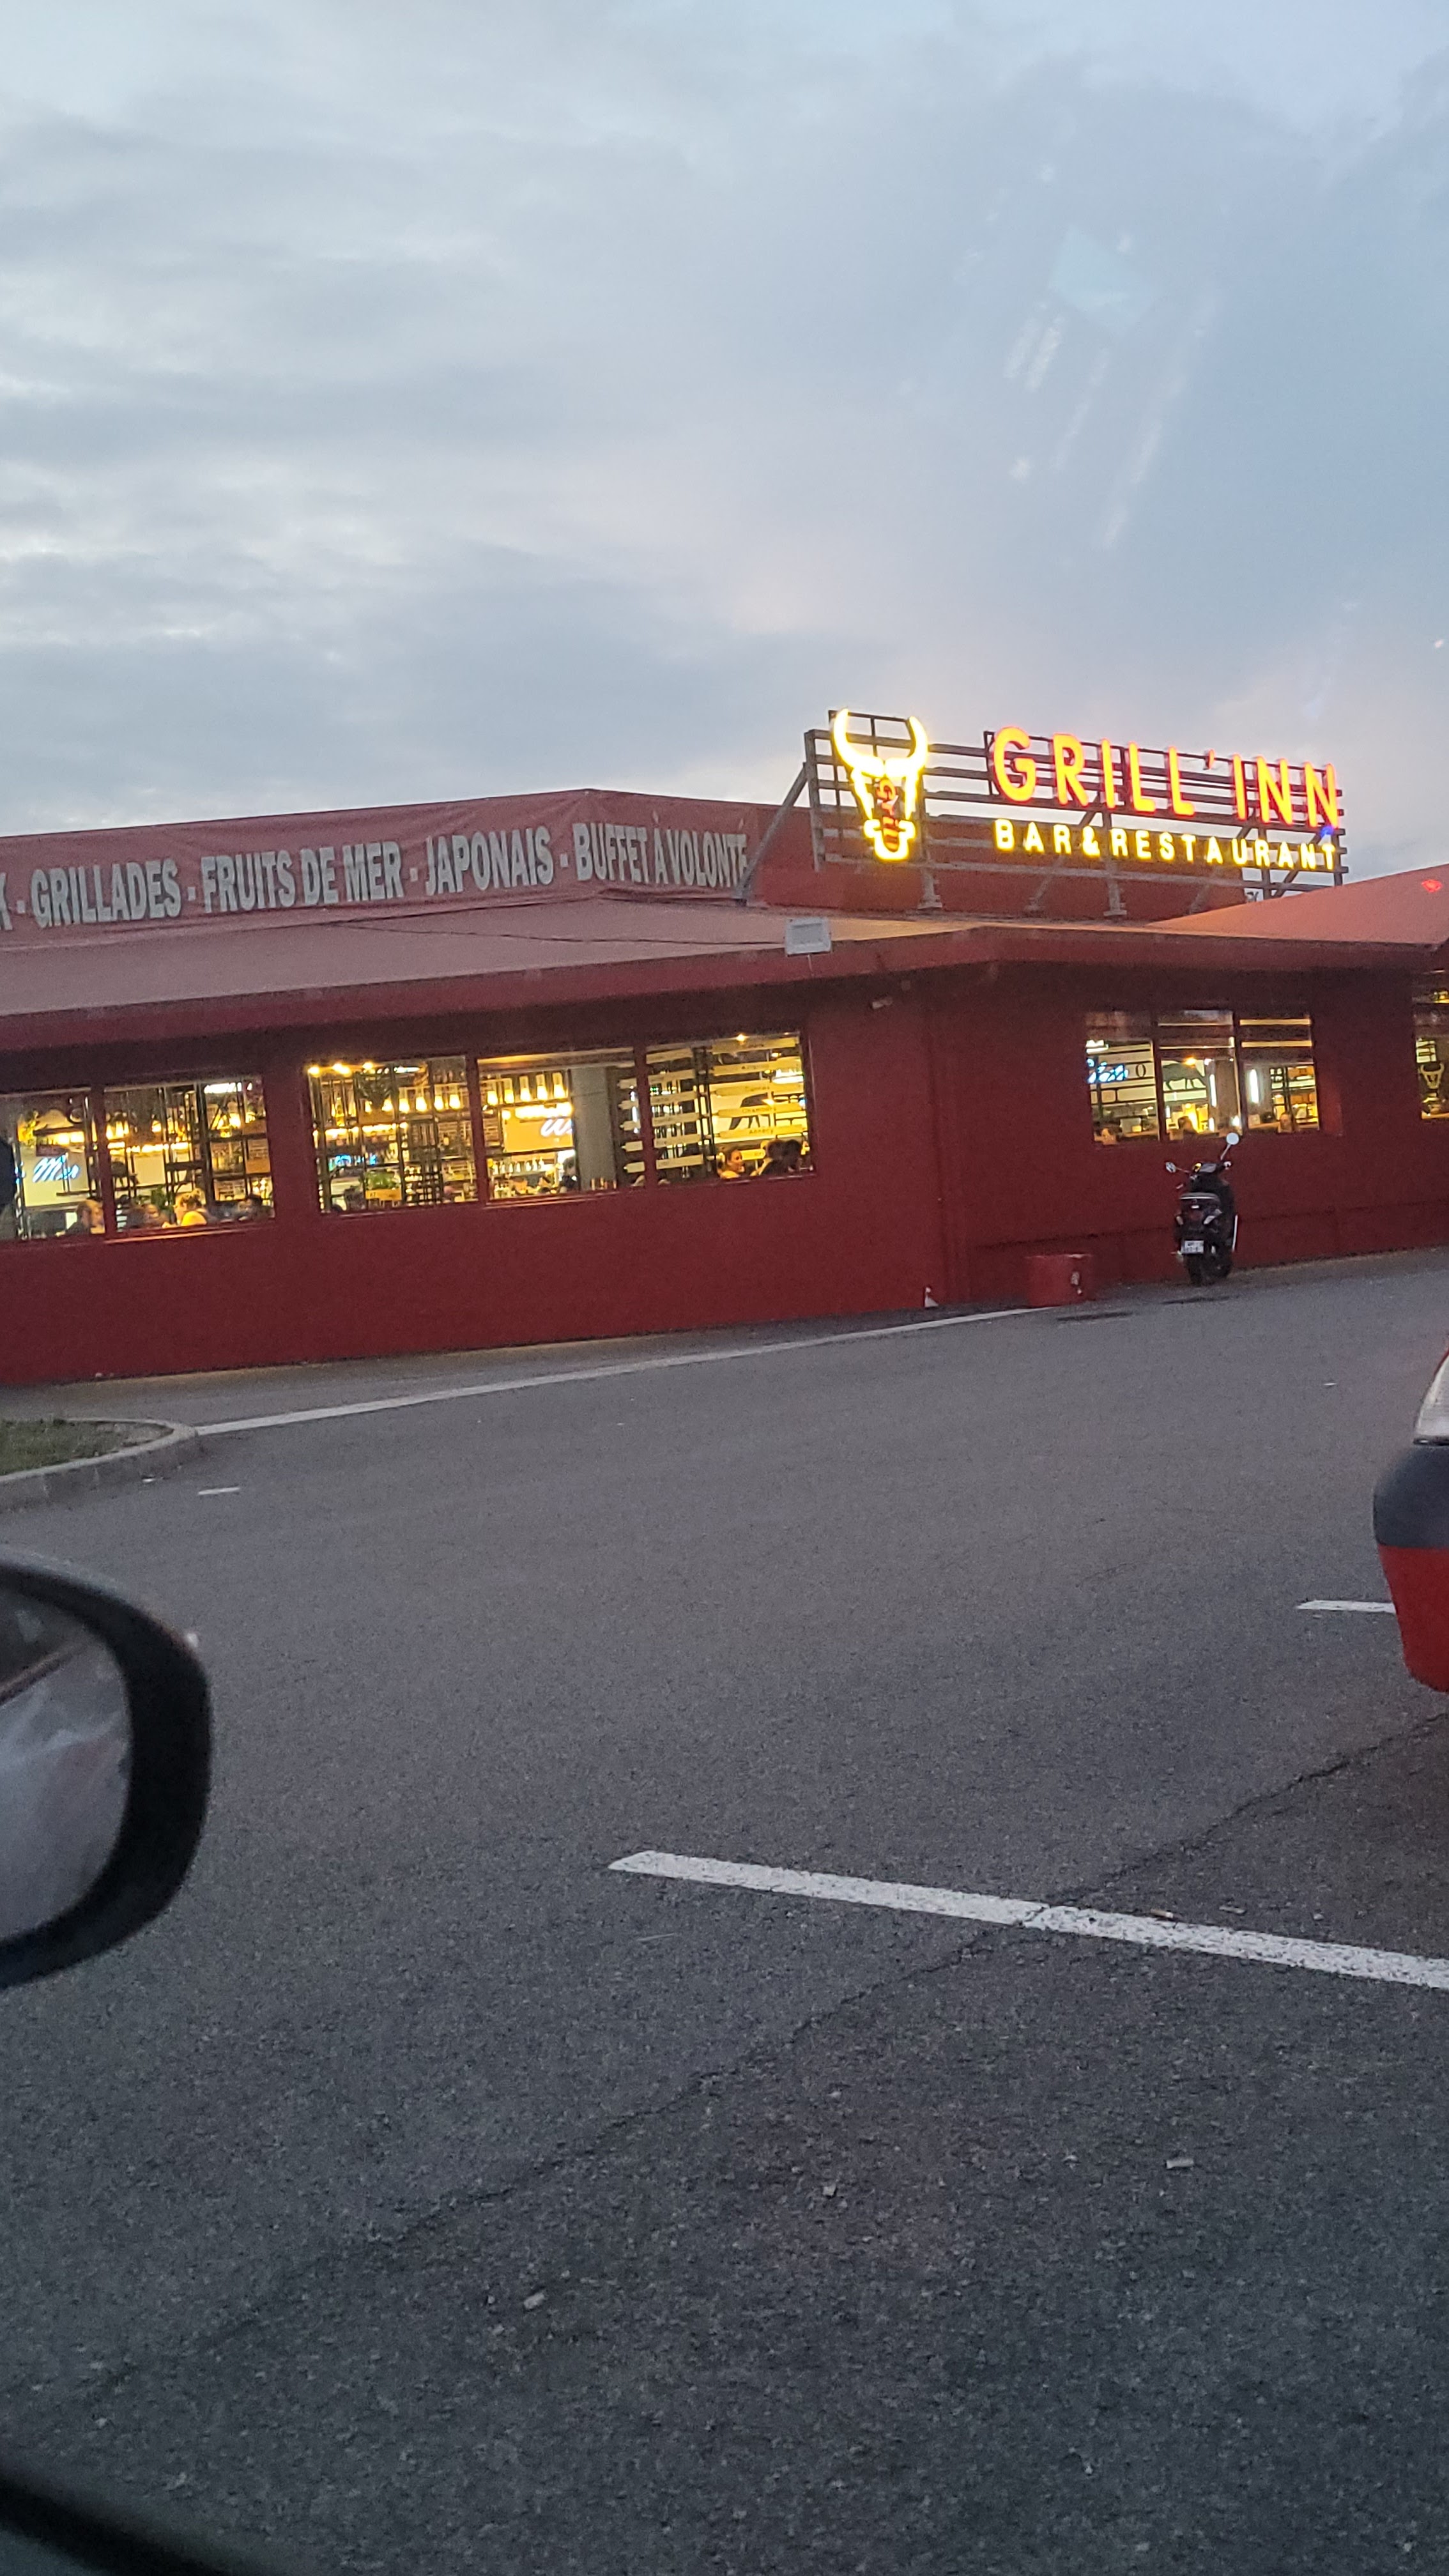 GRILL'INN
BAR&RESTAURANT
- GRILLADES - FRUITS DE MER - JAPONAIS - BUFFET À VOLONTÉ